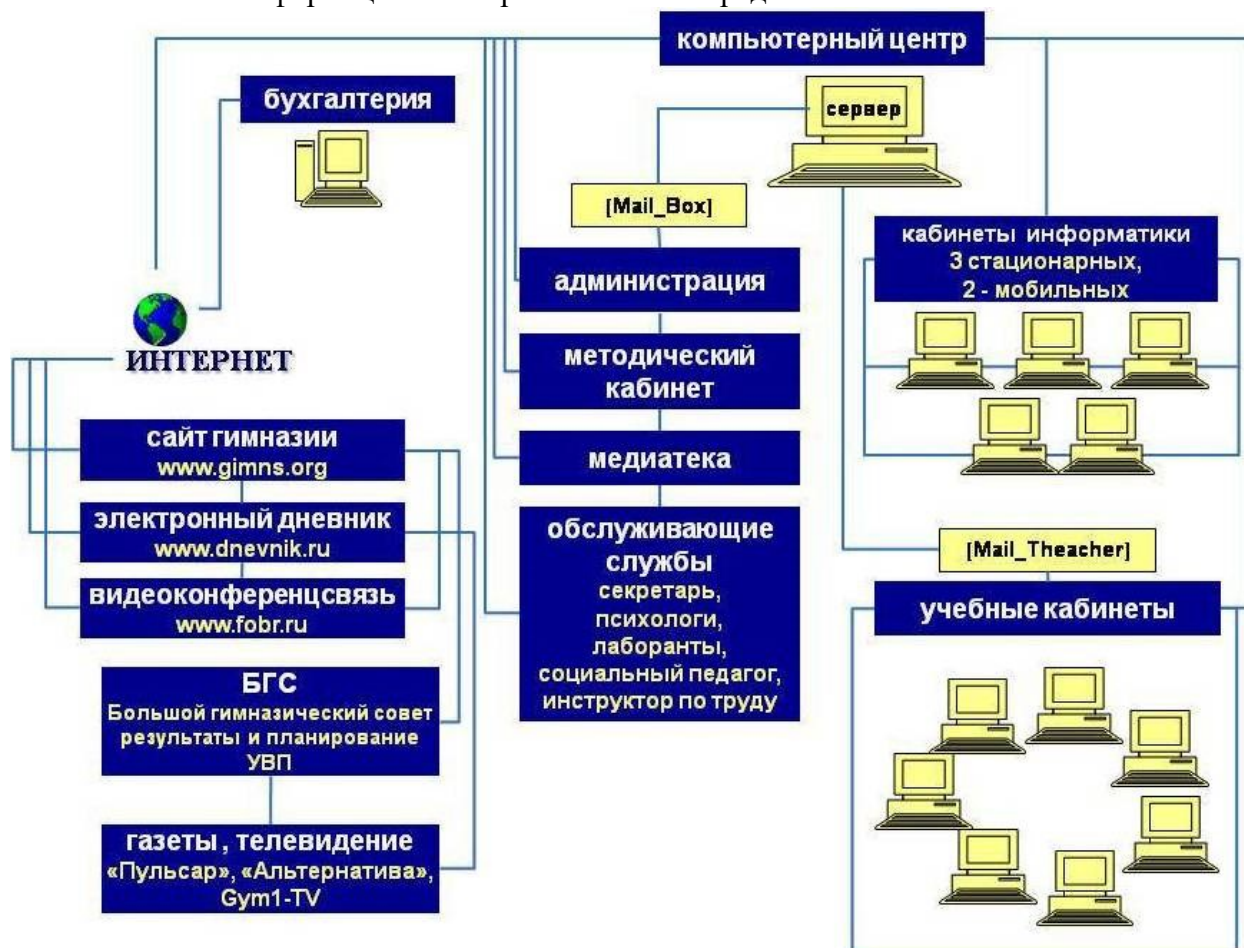 компьютерный центр
бухгалтерия
сервер
[Mail_Box]
кабинеты информатики
3 стационарных,
2 - мобильных
администрация
ИНТЕРНЕТ
методический
кабинет
сайт гимназии
www.gimns.org
медиатека
электронный дневник
www.dnevnik.ru
обслуживающие
службы
секретарь,
психологи,
лаборанты,
социальный педагог,
инструктор по труду
[Mail_Theacher]
видеоконференцсвязь
www.fobr.ru
учебные кабинеты
БГС
Большой гимназический совет
результаты и планирование
УВП
газеты , телевидение
«Пульсар», «Альтернатива»,
Gym1-TV